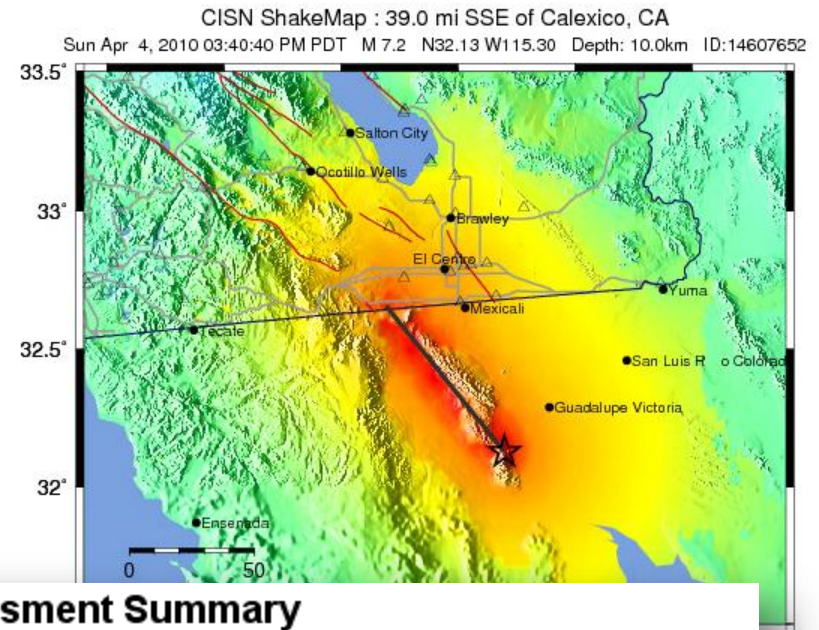 CISN ShakeMap : 39.0 mi SSE of Calexico, CA
Sun Apr 4, 2010 03:40:40 PM PDT M 7.2 N32.13 W115.30 Depth: 10.0km ID:14607652
33.5°
Salton City
Ocotillo Wells
33°
Brawley
El Centro
Yuma
Mexicali
Tecate
32.5°
San Luis R o Colorad
Guadalupe Victoria
32°
Ensenada
0 50
sment Summary